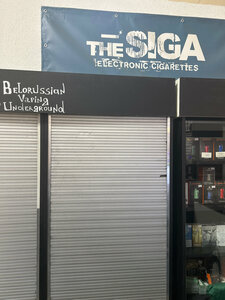 THE SIGA
ELECTRONIC CIGARETTES
BELORUSSIAN
VAPING
UNDERGROUND